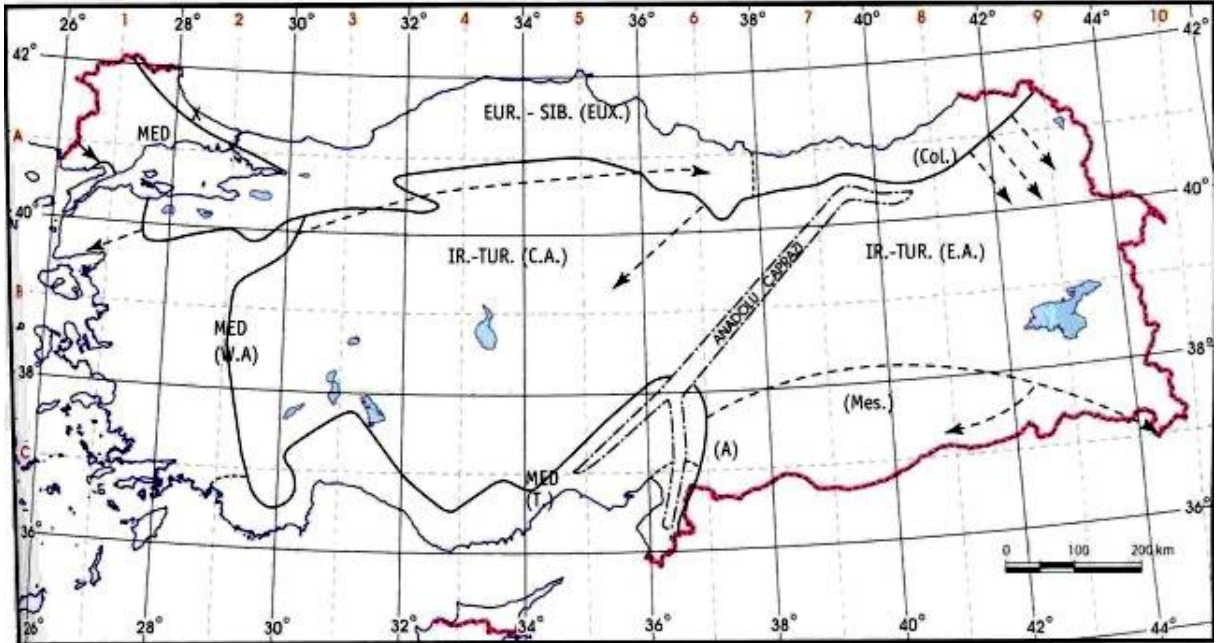 26° 1 28° 2 30° 3 32° 4 34° 5 36° 6 38° 7 40° 8 42° 9 44° 10
42° 42°
EUR. - SIB. (EUX.)
A
MED
(Col.)
40° 40°
IR.-TUR. (C.A.) IR.-TUR. (E.A.)
B
ANADOLU ÇAPRAZI
MED
(W.A)
38° 38°
(Mes.)
C
(A)
MED
(T.)
36° 36°
0 100 200 km
28° 30° 32° 34° 36° 38° 40° 42° 44°